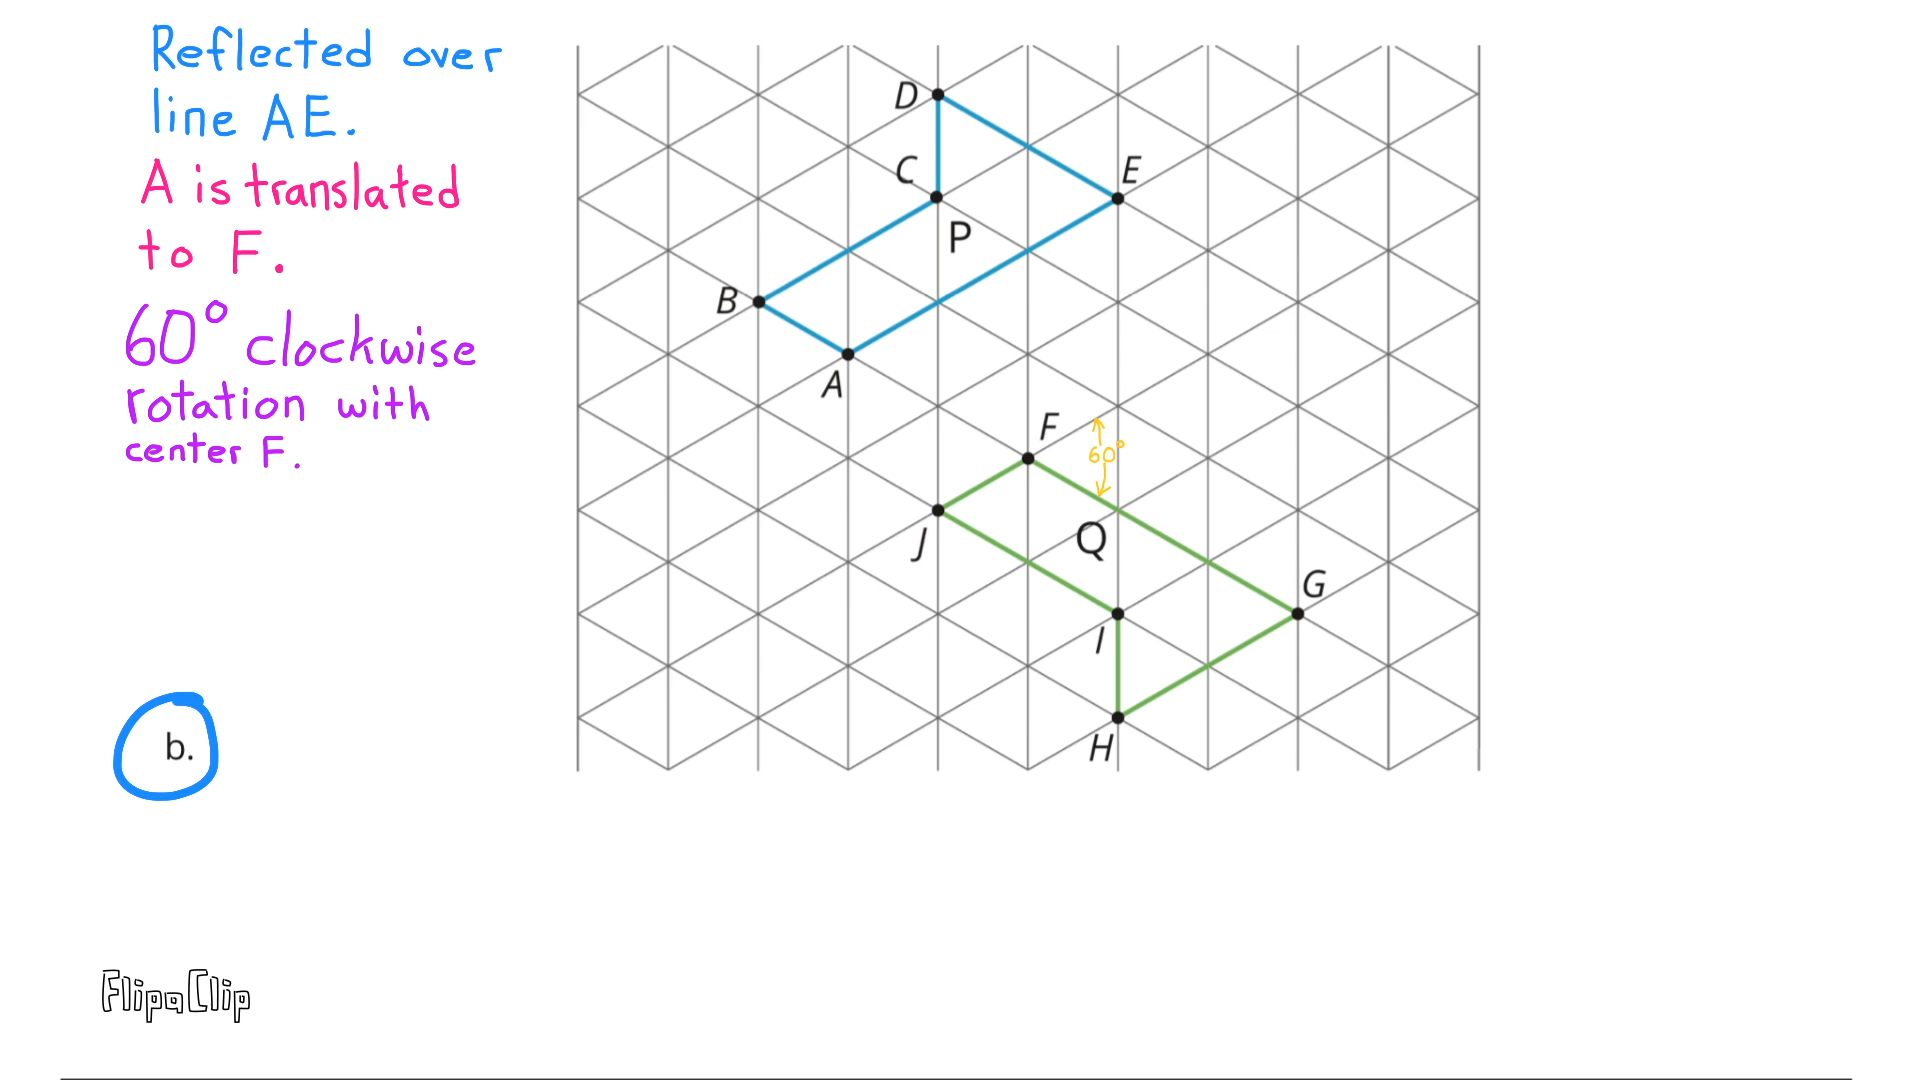 Reflected over
line AE.
A is translated
to F.
60° clockwise
rotation with
center F.
b.
D
C
E
P
B
A
F
60°
J
Q
G
I
H
FlipaClip